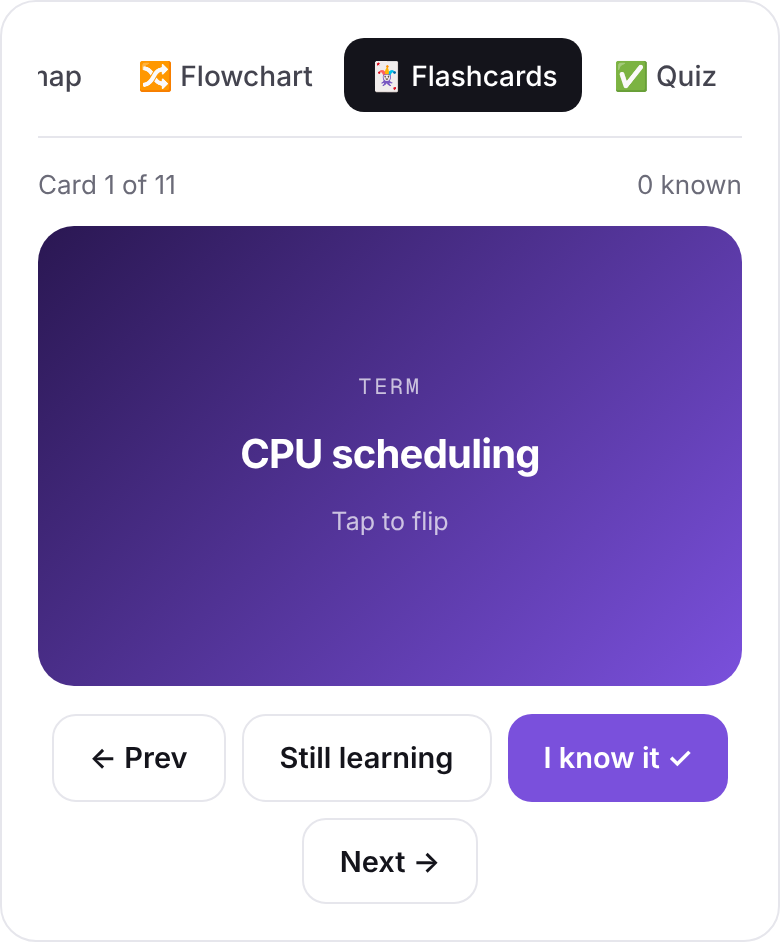 Flowchart
Flashcards
Quiz
Card 1 of 11
0 known
TERM
CPU scheduling
Tap to flip
← Prev
Still learning
I know it ✓
Next →